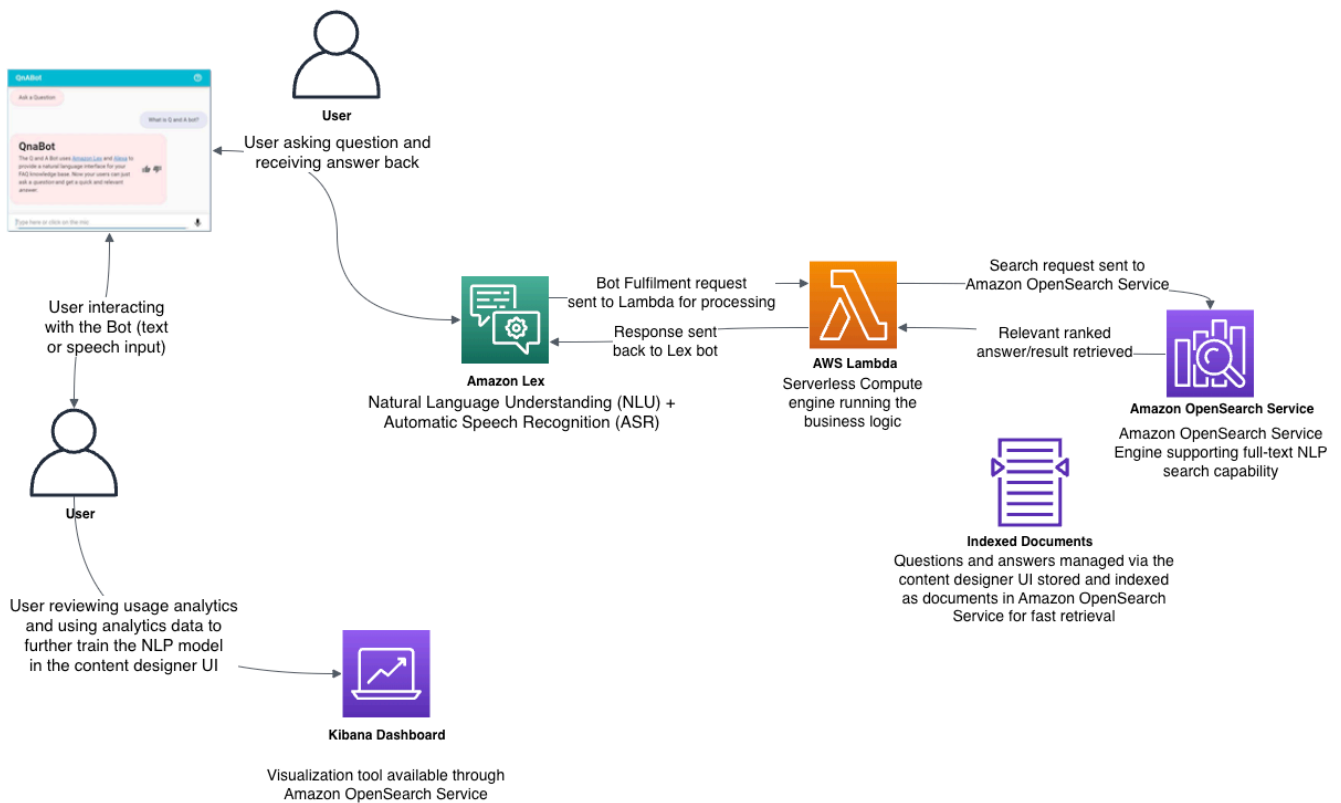 QnABot
Ask a Question
What is Q and A bot?
QnaBot
The Q and A Bot uses Amazon Lex and Alexa to
provide a natural language interface for your
FAQ knowledge base. Now your users can just
ask a question and get a quick and relevant
answer.
Type here or click on the mic
User
User asking question and
receiving answer back
User interacting
with the Bot (text
or speech input)
User
User reviewing usage analytics
and using analytics data to
further train the NLP model
in the content designer UI
Kibana Dashboard
Visualization tool available through
Amazon OpenSearch Service
Amazon Lex
Natural Language Understanding (NLU) +
Automatic Speech Recognition (ASR)
Bot Fulfilment request
sent to Lambda for processing
Response sent
back to Lex bot
AWS Lambda
Serverless Compute
engine running the
business logic
Search request sent to
Amazon OpenSearch Service
Relevant ranked
answer/result retrieved
Amazon OpenSearch Service
Amazon OpenSearch Service
Engine supporting full-text NLP
search capability
Indexed Documents
Questions and answers managed via the
content designer UI stored and indexed
as documents in Amazon OpenSearch
Service for fast retrieval